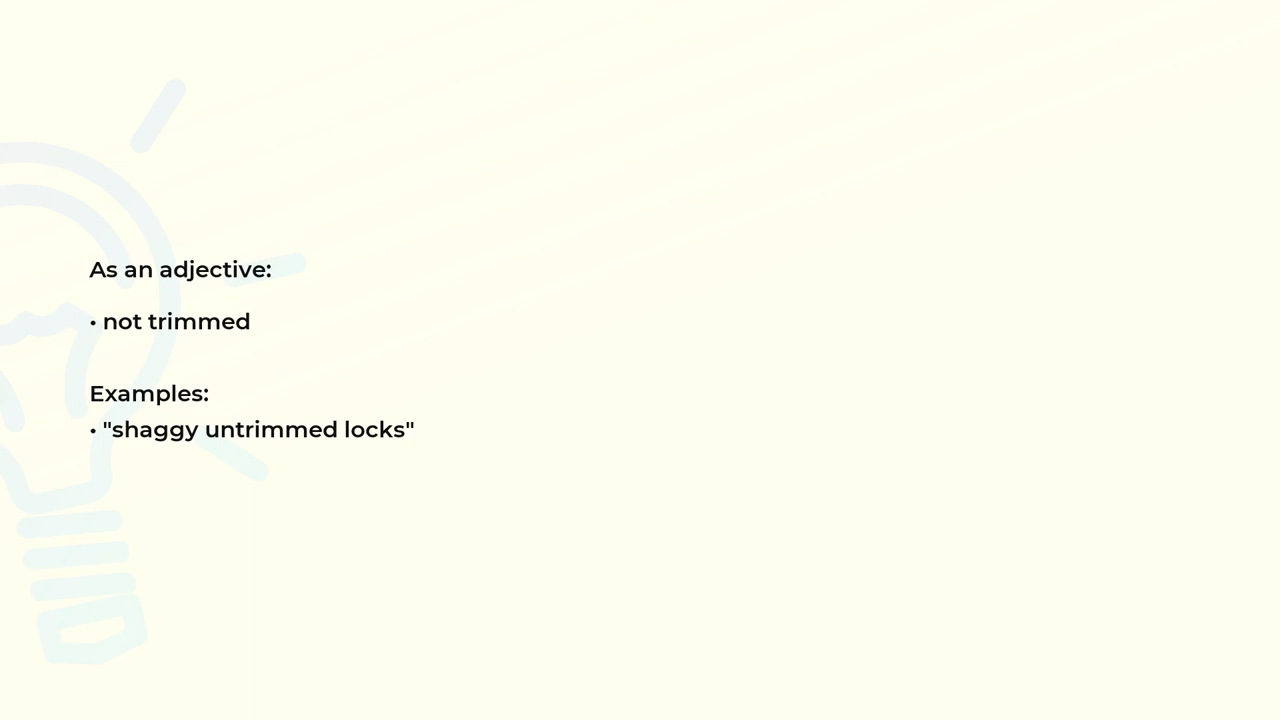 As an adjective:
• not trimmed
Examples:
• "shaggy untrimmed locks"